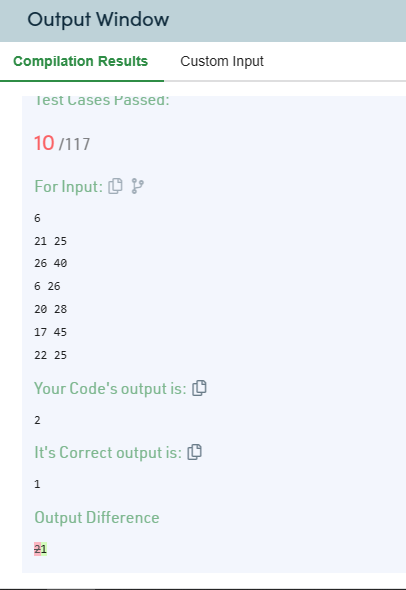 Output Window
Compilation Results Custom Input
Test Cases Passed:
10 /117
For Input:
6
21 25
26 40
6 26
20 28
17 45
22 25
Your Code's output is:
2
It's Correct output is:
1
Output Difference
21